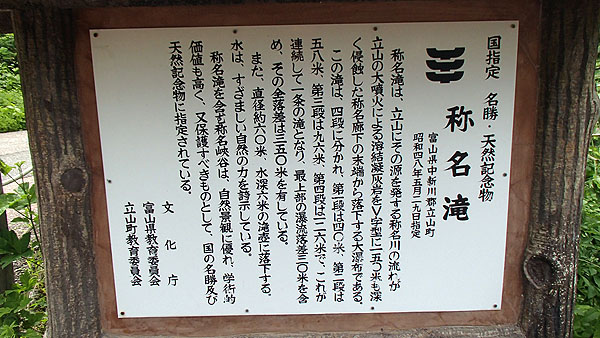 国指定 名勝・天然記念物
称名滝
富山県中新川郡立山町
昭和四八年五月二九日指定
称名滝は、立山にその源を発する称名川の流れが
立山の大噴火による溶結凝灰岩をV字型に一五〇米も深
く侵蝕した称名廊下の末端から落下する大瀑布である。
この滝は、四段に分かれ、第一段は四〇米、第二段は
五八米、第三段は九六米、第四段は一二六米で、これが
連続して一条の滝となり、最上部の瀑流落差三〇米を含
め、その全落差は三五〇米を有している。
また、直径約六〇米、水深六米の滝壺に落下する
水は、すざましい自然の力を誇示している。
称名滝を含む称名峡谷は、自然景観に優れ、学術的
価値も高く、又保護すべきものとして、国の名勝及び
天然記念物に指定されている。
文化庁
富山県教育委員会
立山町教育委員会